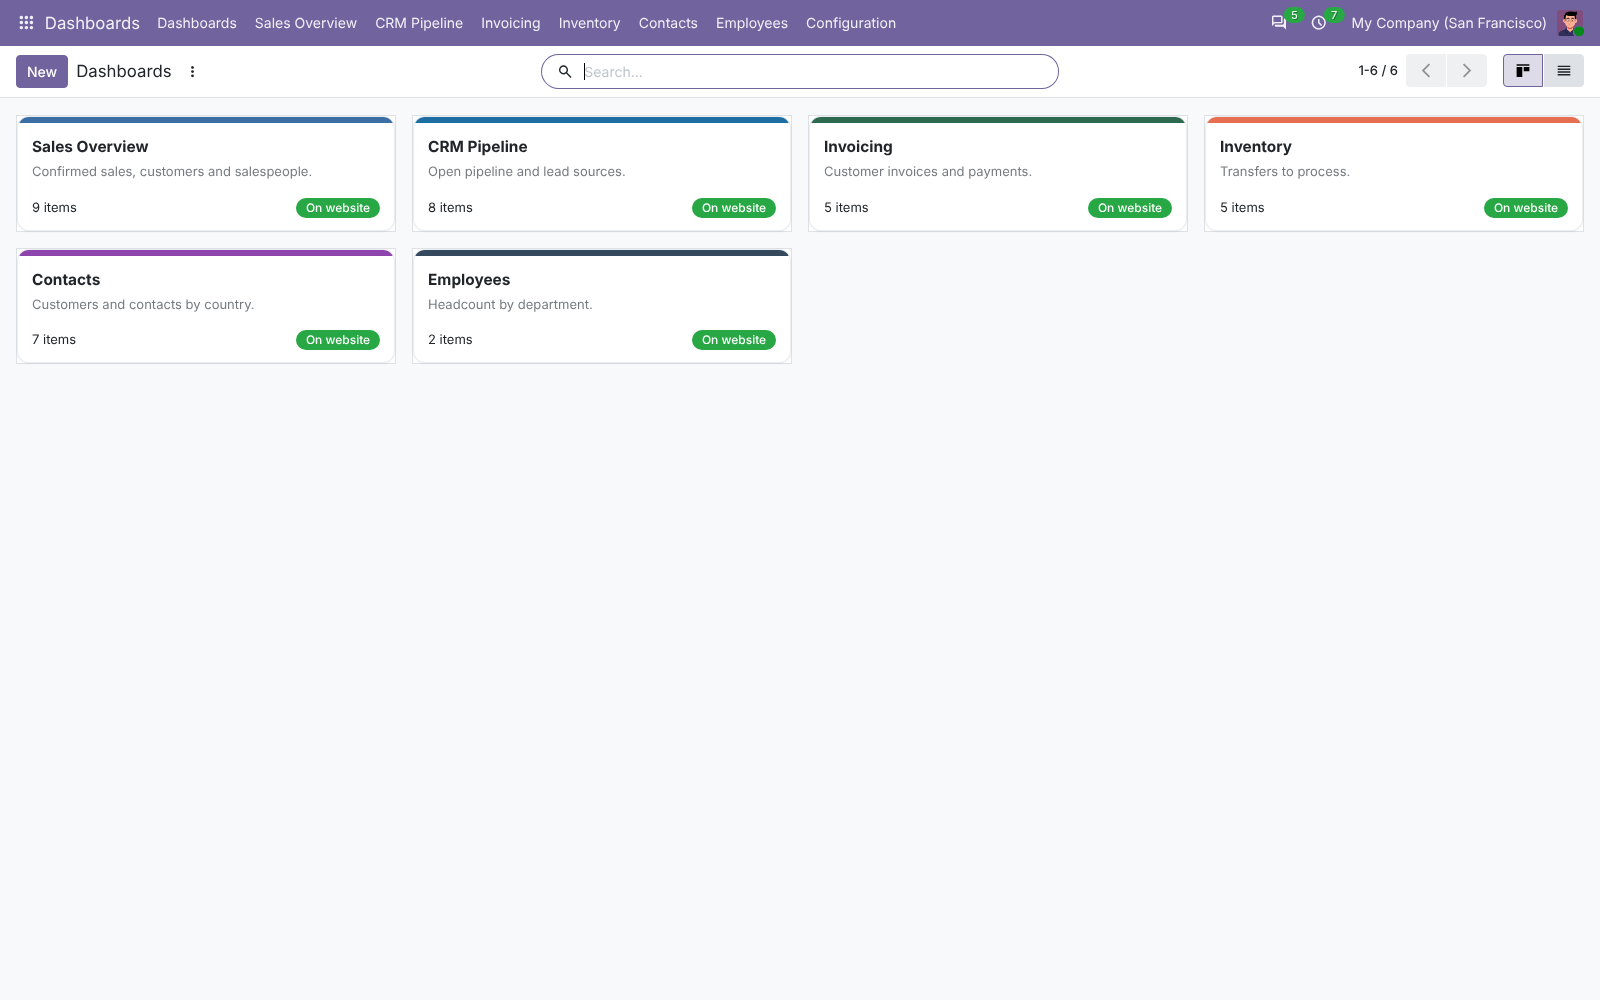 Dashboards Dashboards Sales Overview CRM Pipeline Invoicing Inventory Contacts Employees Configuration 5 7 My Company (San Francisco)
New Dashboards Search... 1-6 / 6
Sales Overview
Confirmed sales, customers and salespeople.
9 items On website
CRM Pipeline
Open pipeline and lead sources.
8 items On website
Invoicing
Customer invoices and payments.
5 items On website
Inventory
Transfers to process.
5 items On website
Contacts
Customers and contacts by country.
7 items On website
Employees
Headcount by department.
2 items On website